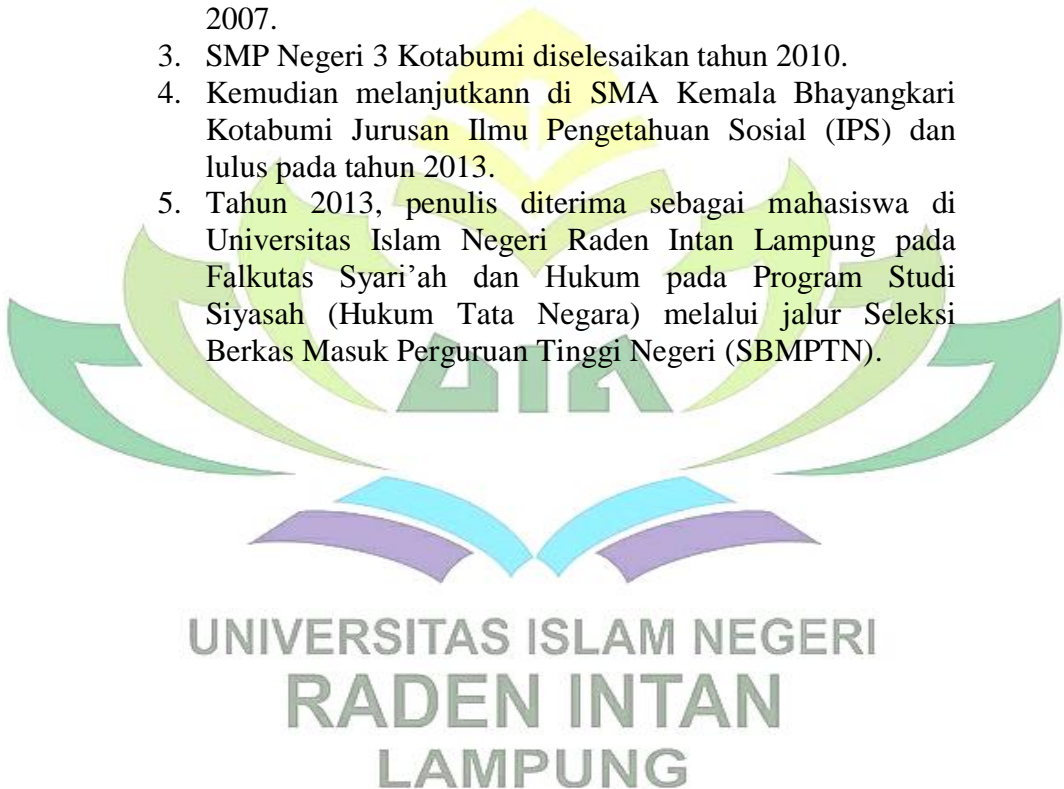 2007.
3. SMP Negeri 3 Kotabumi diselesaikan tahun 2010.
4. Kemudian melanjutkann di SMA Kemala Bhayangkari
Kotabumi Jurusan Ilmu Pengetahuan Sosial (IPS) dan
lulus pada tahun 2013.
5. Tahun 2013, penulis diterima sebagai mahasiswa di
Universitas Islam Negeri Raden Intan Lampung pada
Falkutas Syari’ah dan Hukum pada Program Studi
Siyasah (Hukum Tata Negara) melalui jalur Seleksi
Berkas Masuk Perguruan Tinggi Negeri (SBMPTN).
UNIVERSITAS ISLAM NEGERI
RADEN INTAN
LAMPUNG